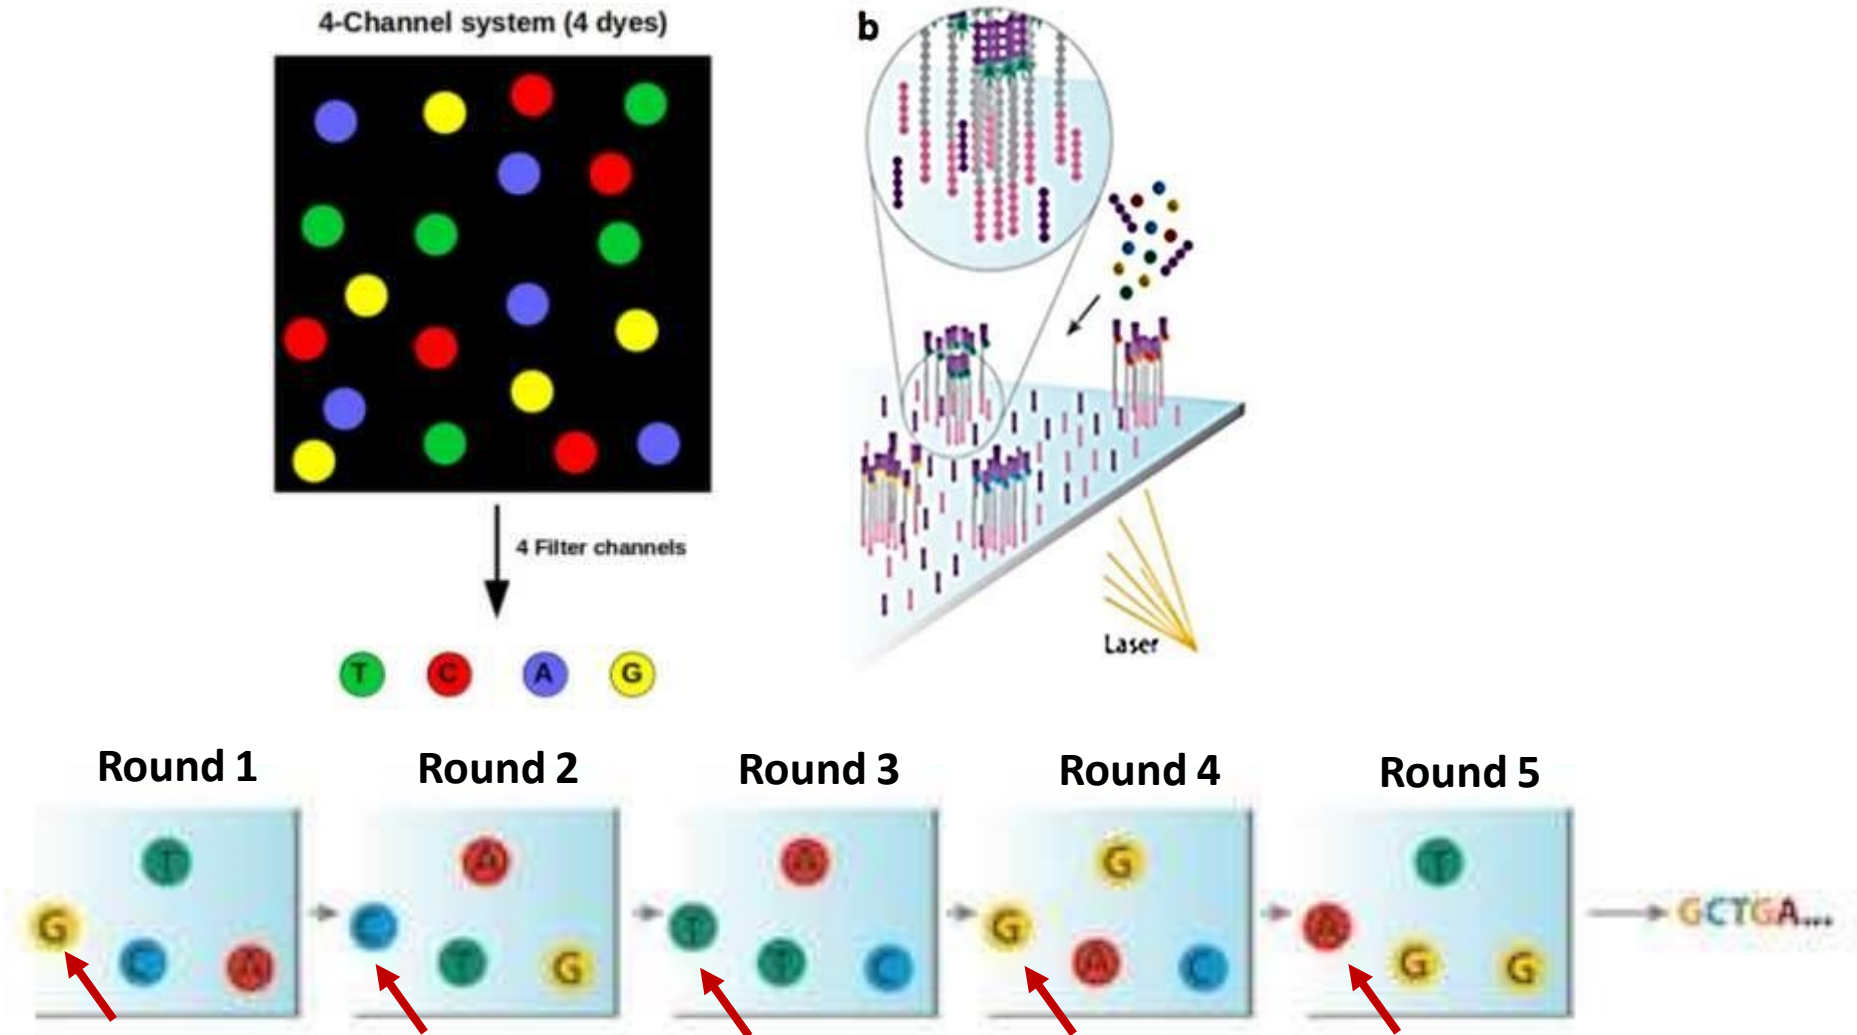 4-Channel system (4 dyes)
b
4 Filter channels
T C A G
Laser
Round 1 Round 2 Round 3 Round 4 Round 5
T A A G T
G C T G A
C T T A G
A G C C G
GCTGA...